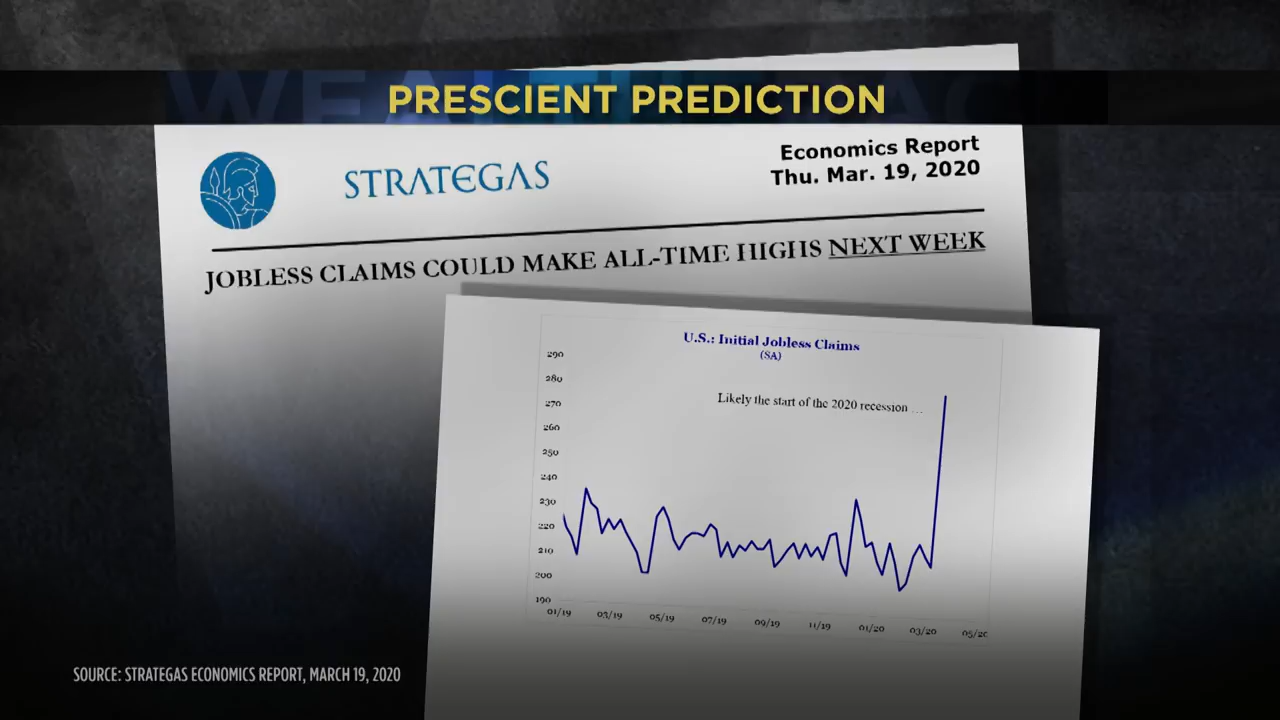 PRESCIENT PREDICTION
STRATEGAS
Economics Report
Thu. Mar. 19, 2020
JOBLESS CLAIMS COULD MAKE ALL-TIME HIGHS NEXT WEEK
U.S.: Initial Jobless Claims
(SA)
Likely the start of the 2020 recession ...
290
280
270
260
250
240
230
220
210
200
190
01/19 03/19 05/19 07/19 09/19 11/19 01/20 03/20 05/20
SOURCE: STRATEGAS ECONOMICS REPORT, MARCH 19, 2020